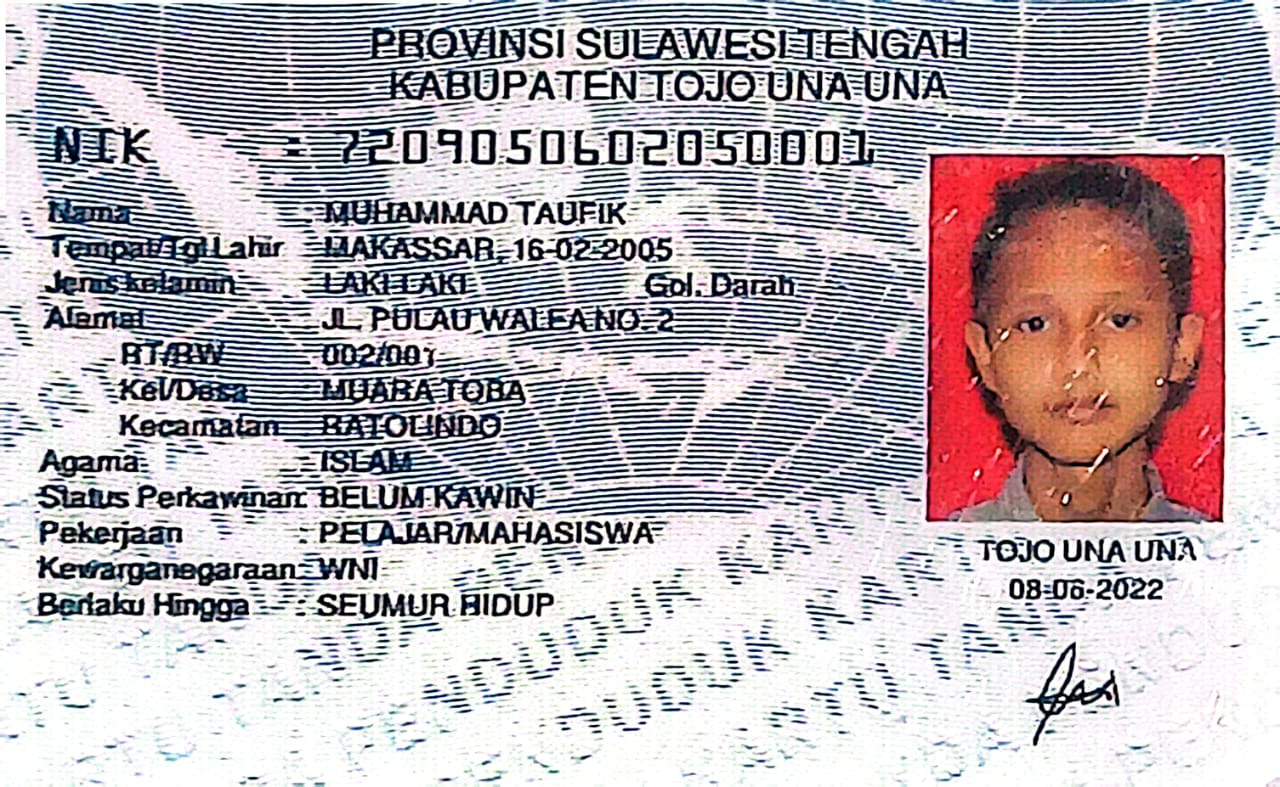 PROVINSI SULAWESI TENGAH
KABUPATEN TOJO UNA UNA
NIK : 7209050602050001
Nama : MUHAMMAD TAUFIK
Tempat/Tgl Lahir : MAKASSAR, 16-02-2005
Jenis kelamin : LAKI-LAKI Gol. Darah
Alamat : JL. PULAU WALEA NO. 2
RT/RW : 002/001
Kel/Desa : MUARA TOBA
Kecamatan : RATOLINDO
Agama : ISLAM
Status Perkawinan: BELUM KAWIN
Pekerjaan : PELAJAR/MAHASISWA
Kewarganegaraan: WNI
Berlaku Hingga : SEUMUR HIDUP
TOJO UNA UNA
08-06-2022